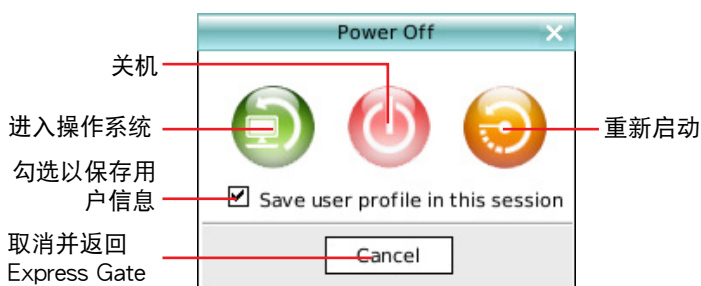 Power Off
关机
进入操作系统
重新启动
勾选以保存用
户信息
Save user profile in this session
取消并返回
Express Gate
Cancel